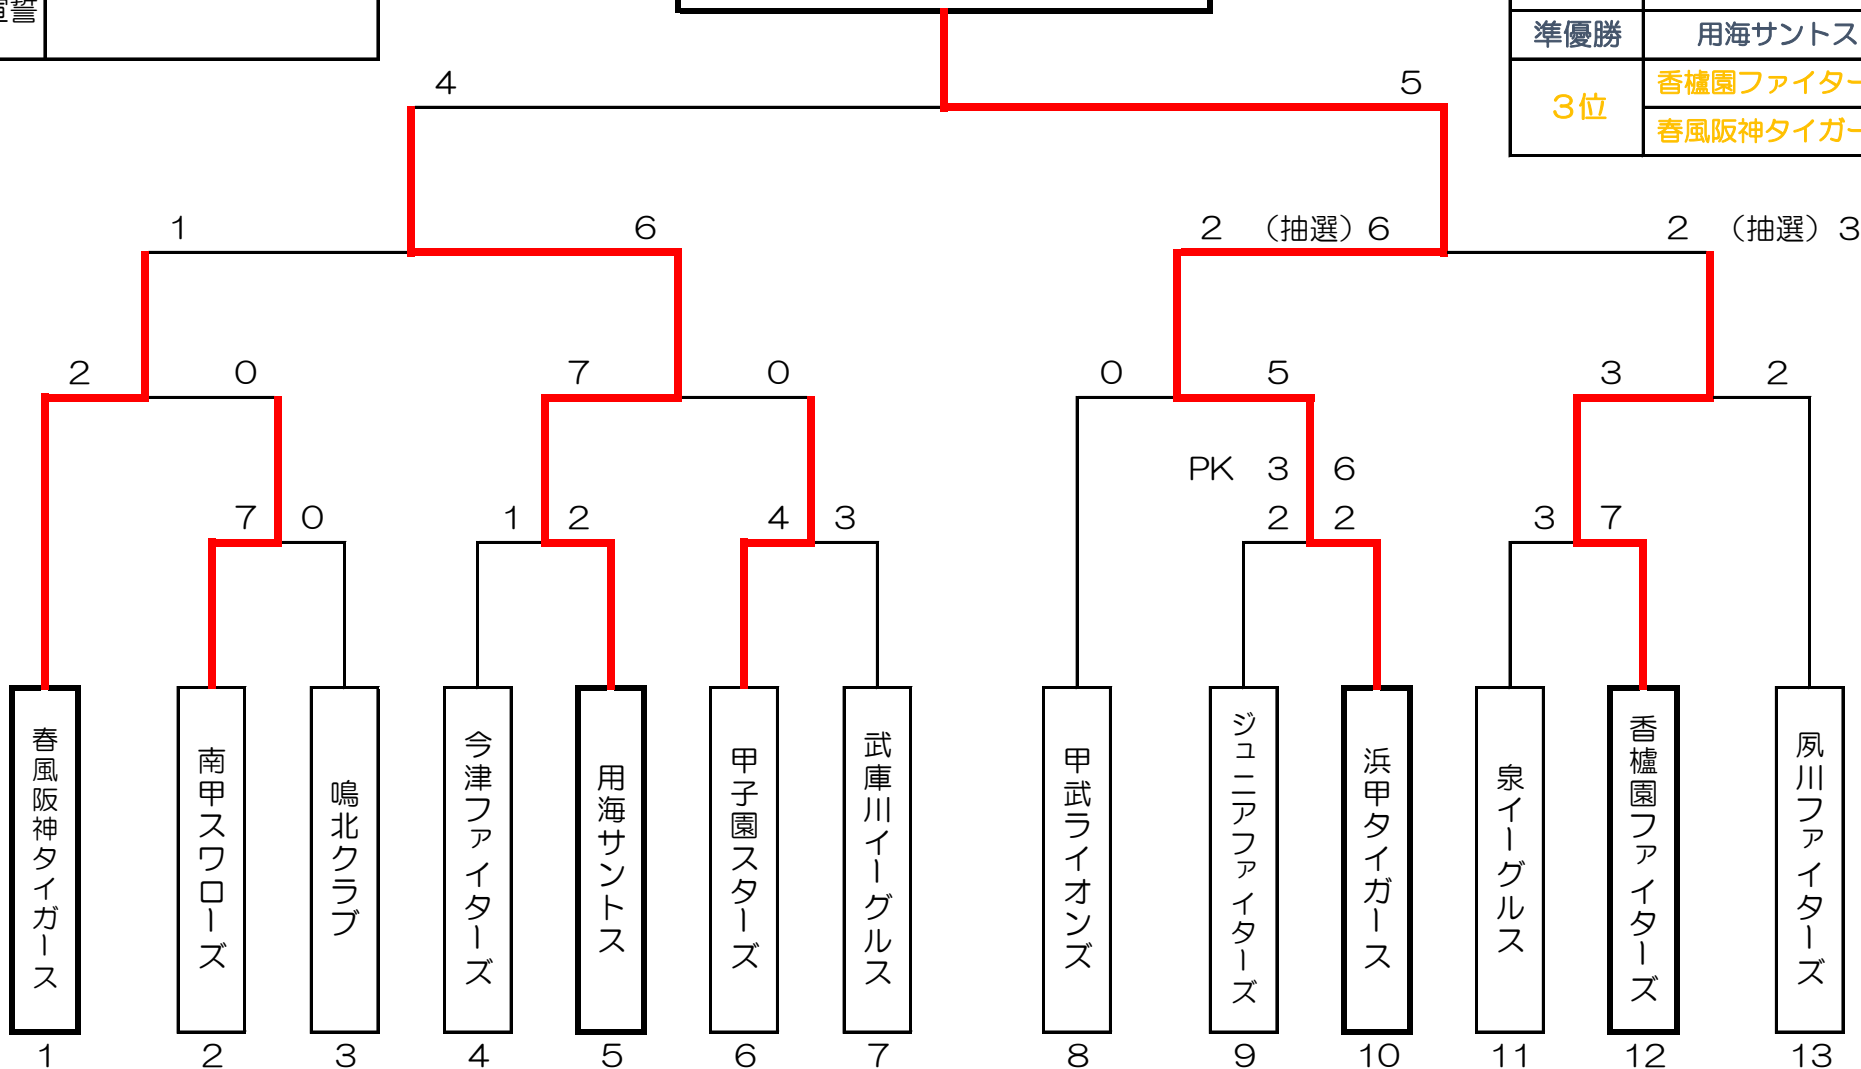 宣誓
準優勝 用海サントス
3位
香櫨園ファイター
春風阪神タイガー
4 5
1 6 2 （抽選）6 2 （抽選）3
2 0 7 0 0 5 3 2
PK 3 6
7 0 1 2 4 3 2 2 3 7
春風阪神タイガース
南甲スワローズ
鳴北クラブ
今津ファイターズ
用海サントス
甲子園スターズ
武庫川イーグルス
甲武ライオンズ
ジュニアファイターズ
浜甲タイガース
泉イーグルス
香櫨園ファイターズ
夙川ファイターズ
1 2 3 4 5 6 7 8 9 10 11 12 13